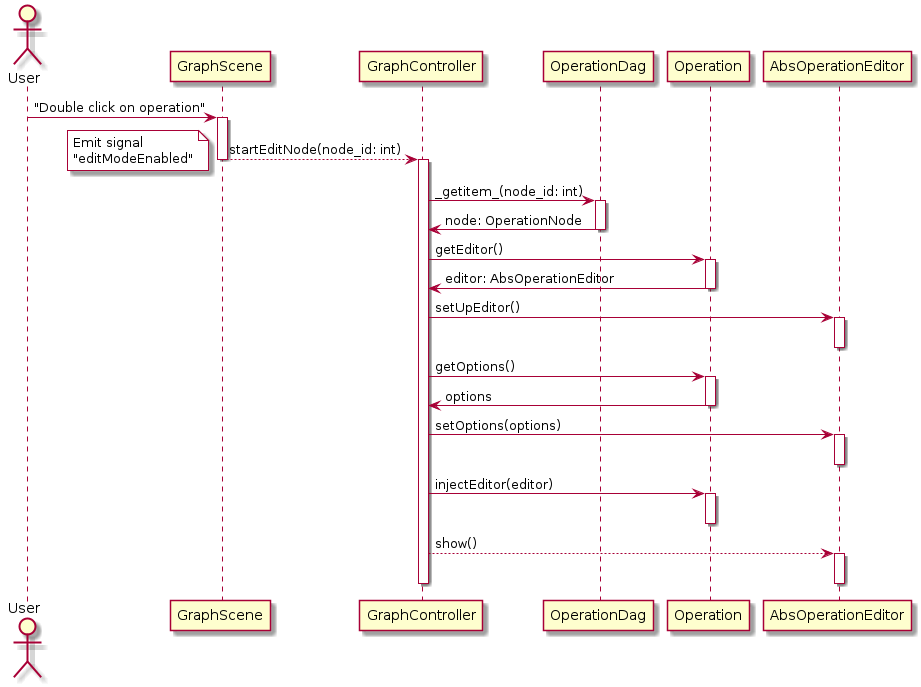 User
GraphScene
GraphController
OperationDag
Operation
AbsOperationEditor
"Double click on operation"
Emit signal
"editModeEnabled"
startEditNode(node_id: int)
_getitem_(node_id: int)
node: OperationNode
getEditor()
editor: AbsOperationEditor
setUpEditor()
getOptions()
options
setOptions(options)
injectEditor(editor)
show()
User
GraphScene
GraphController
OperationDag
Operation
AbsOperationEditor